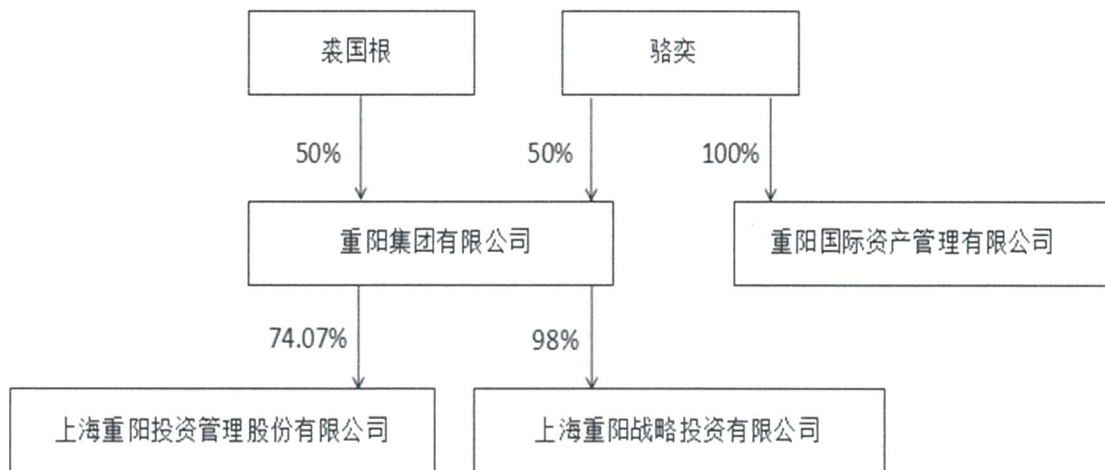 裘国根
骆奕
50%
50%
100%
重阳集团有限公司
重阳国际资产管理有限公司
74.07%
98%
上海重阳投资管理股份有限公司
上海重阳战略投资有限公司